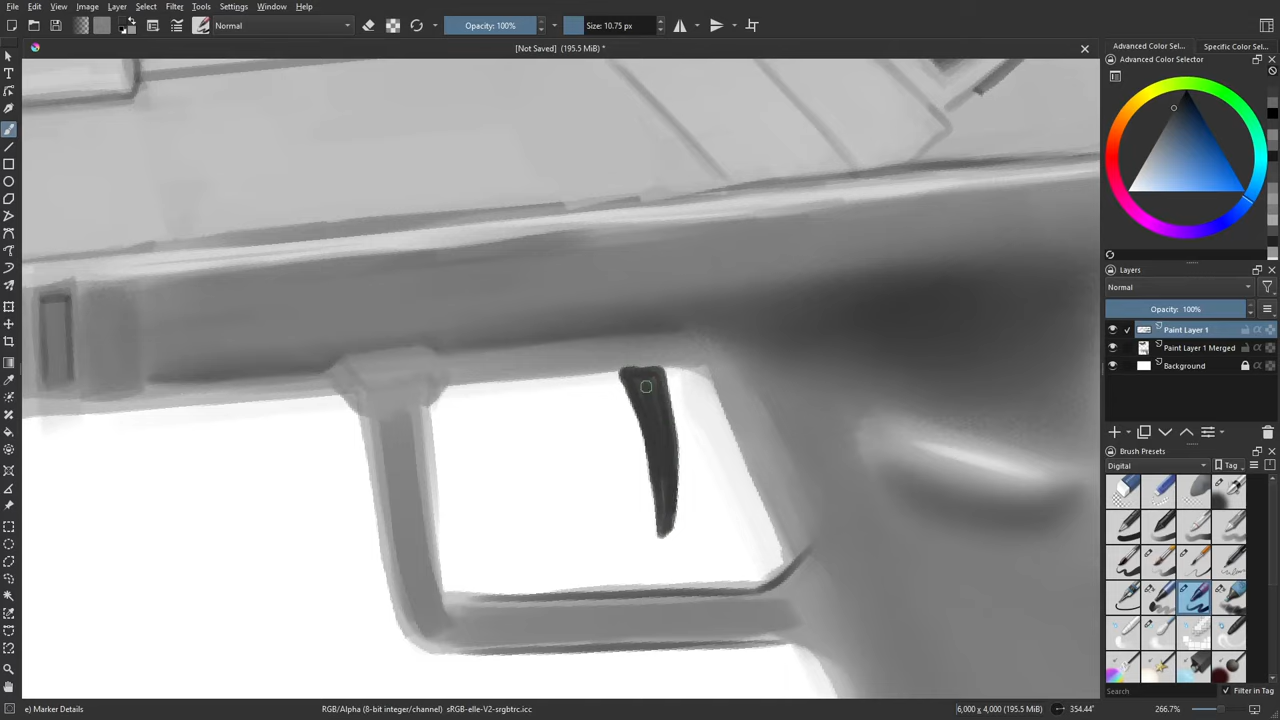 File Edit View Image Layer Select Filter Tools Settings Window Help
Normal Opacity: 100% Size: 10.75 px
[Not Saved] (195.5 MiB) *
Advanced Color Sel... Specific Color Sel...
Advanced Color Selector
Layers
Normal
Opacity: 100%
Paint Layer 1
Paint Layer 1 Merged
Background
Brush Presets
Digital Tag
Search Filter in Tag
e) Marker Details RGB/Alpha (8-bit integer/channel) sRGB-elle-V2-srgbtrc.icc 6,000 x 4,000 (195.5 MiB) 354.44° 266.7%